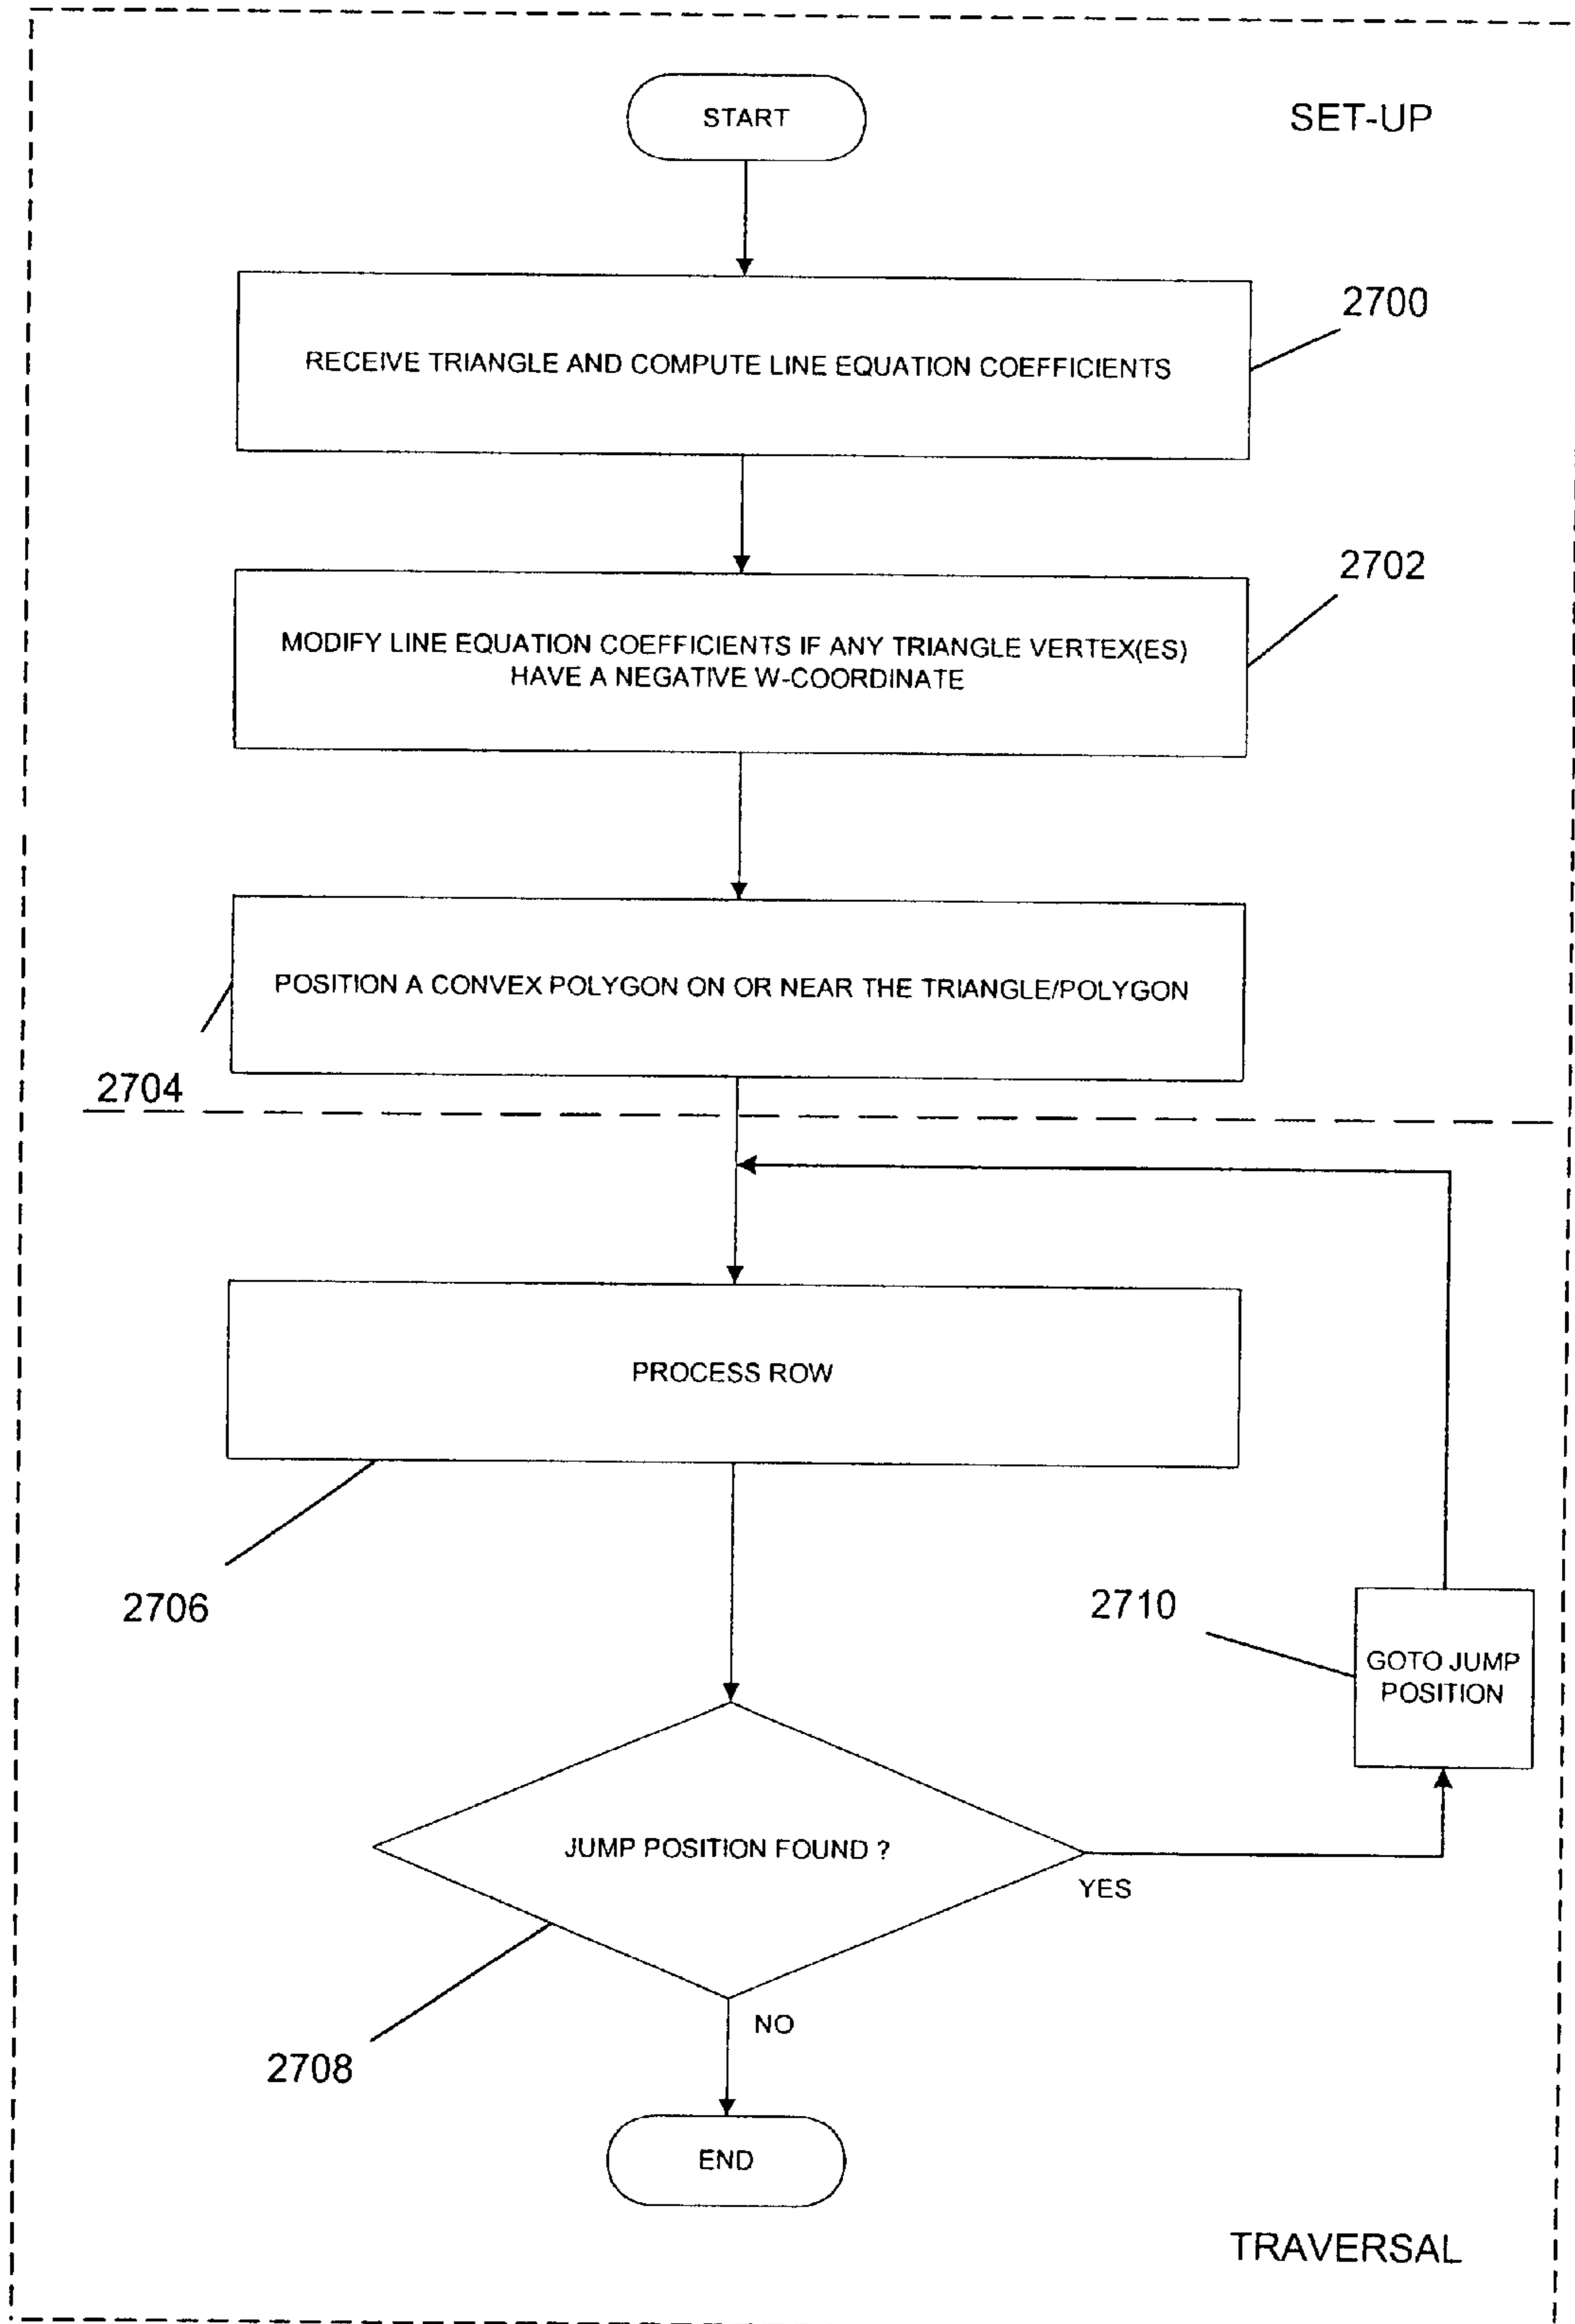 START
SET-UP
2700
RECEIVE TRIANGLE AND COMPUTE LINE EQUATION COEFFICIENTS
2702
MODIFY LINE EQUATION COEFFICIENTS IF ANY TRIANGLE VERTEX(ES)
HAVE A NEGATIVE W-COORDINATE
POSITION A CONVEX POLYGON ON OR NEAR THE TRIANGLE/POLYGON
2704
PROCESS ROW
2706
2710
GOTO JUMP
POSITION
JUMP POSITION FOUND ?
YES
NO
2708
END
TRAVERSAL